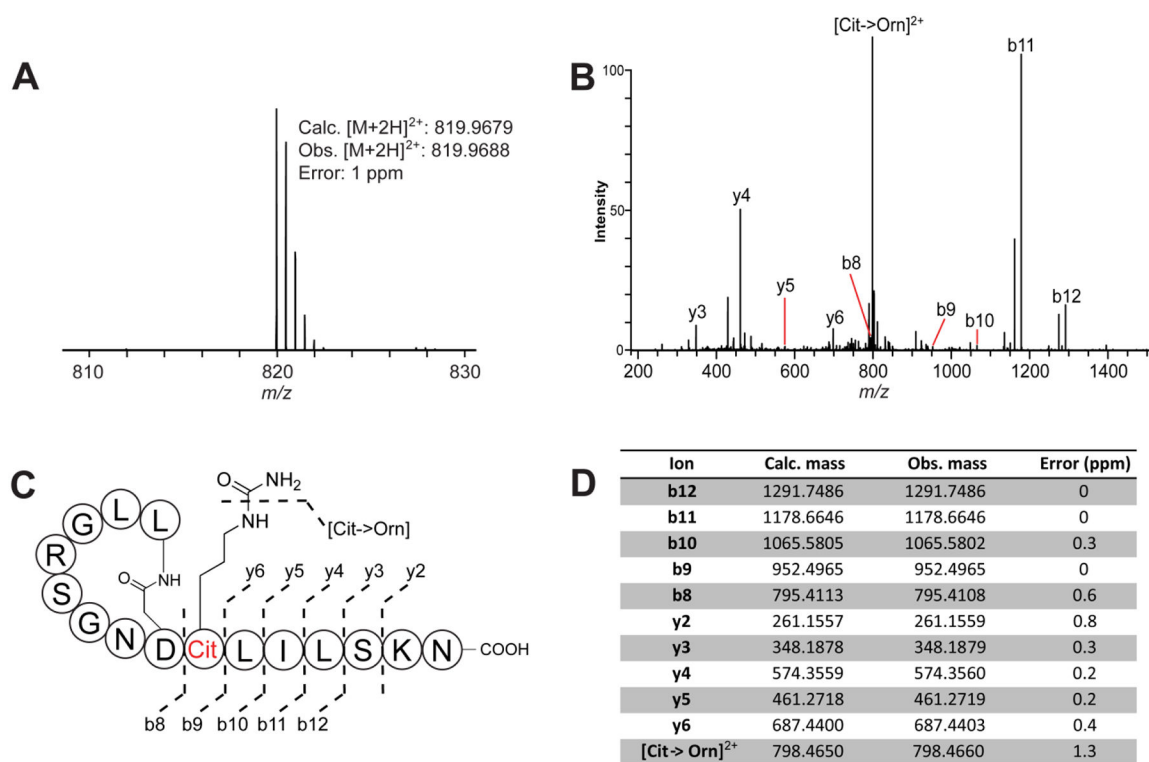 A
Calc. [M+2H]2+: 819.9679
Obs. [M+2H]2+: 819.9688
Error: 1 ppm
810
820
830
m/z
B
[Cit->Orn]2+
b11
100
50
0
Intensity
y3
y4
y5
b8
y6
b9
b10
b12
200 400 600 800 1000 1200 1400
m/z
C
O
NH2
NH
[Cit->Orn]
L
L
G
R
S
G
N
O
NH
y6 y5 y4 y3 y2
D Cit L I L S K N COOH
b8 b9 b10 b11 b12
D
Ion Calc. mass Obs. mass Error (ppm)
b12 1291.7486 1291.7486 0
b11 1178.6646 1178.6646 0
b10 1065.5805 1065.5802 0.3
b9 952.4965 952.4965 0
b8 795.4113 795.4108 0.6
y2 261.1557 261.1559 0.8
y3 348.1878 348.1879 0.3
y4 574.3559 574.3560 0.2
y5 461.2718 461.2719 0.2
y6 687.4400 687.4403 0.4
[Cit-> Orn]2+ 798.4650 798.4660 1.3